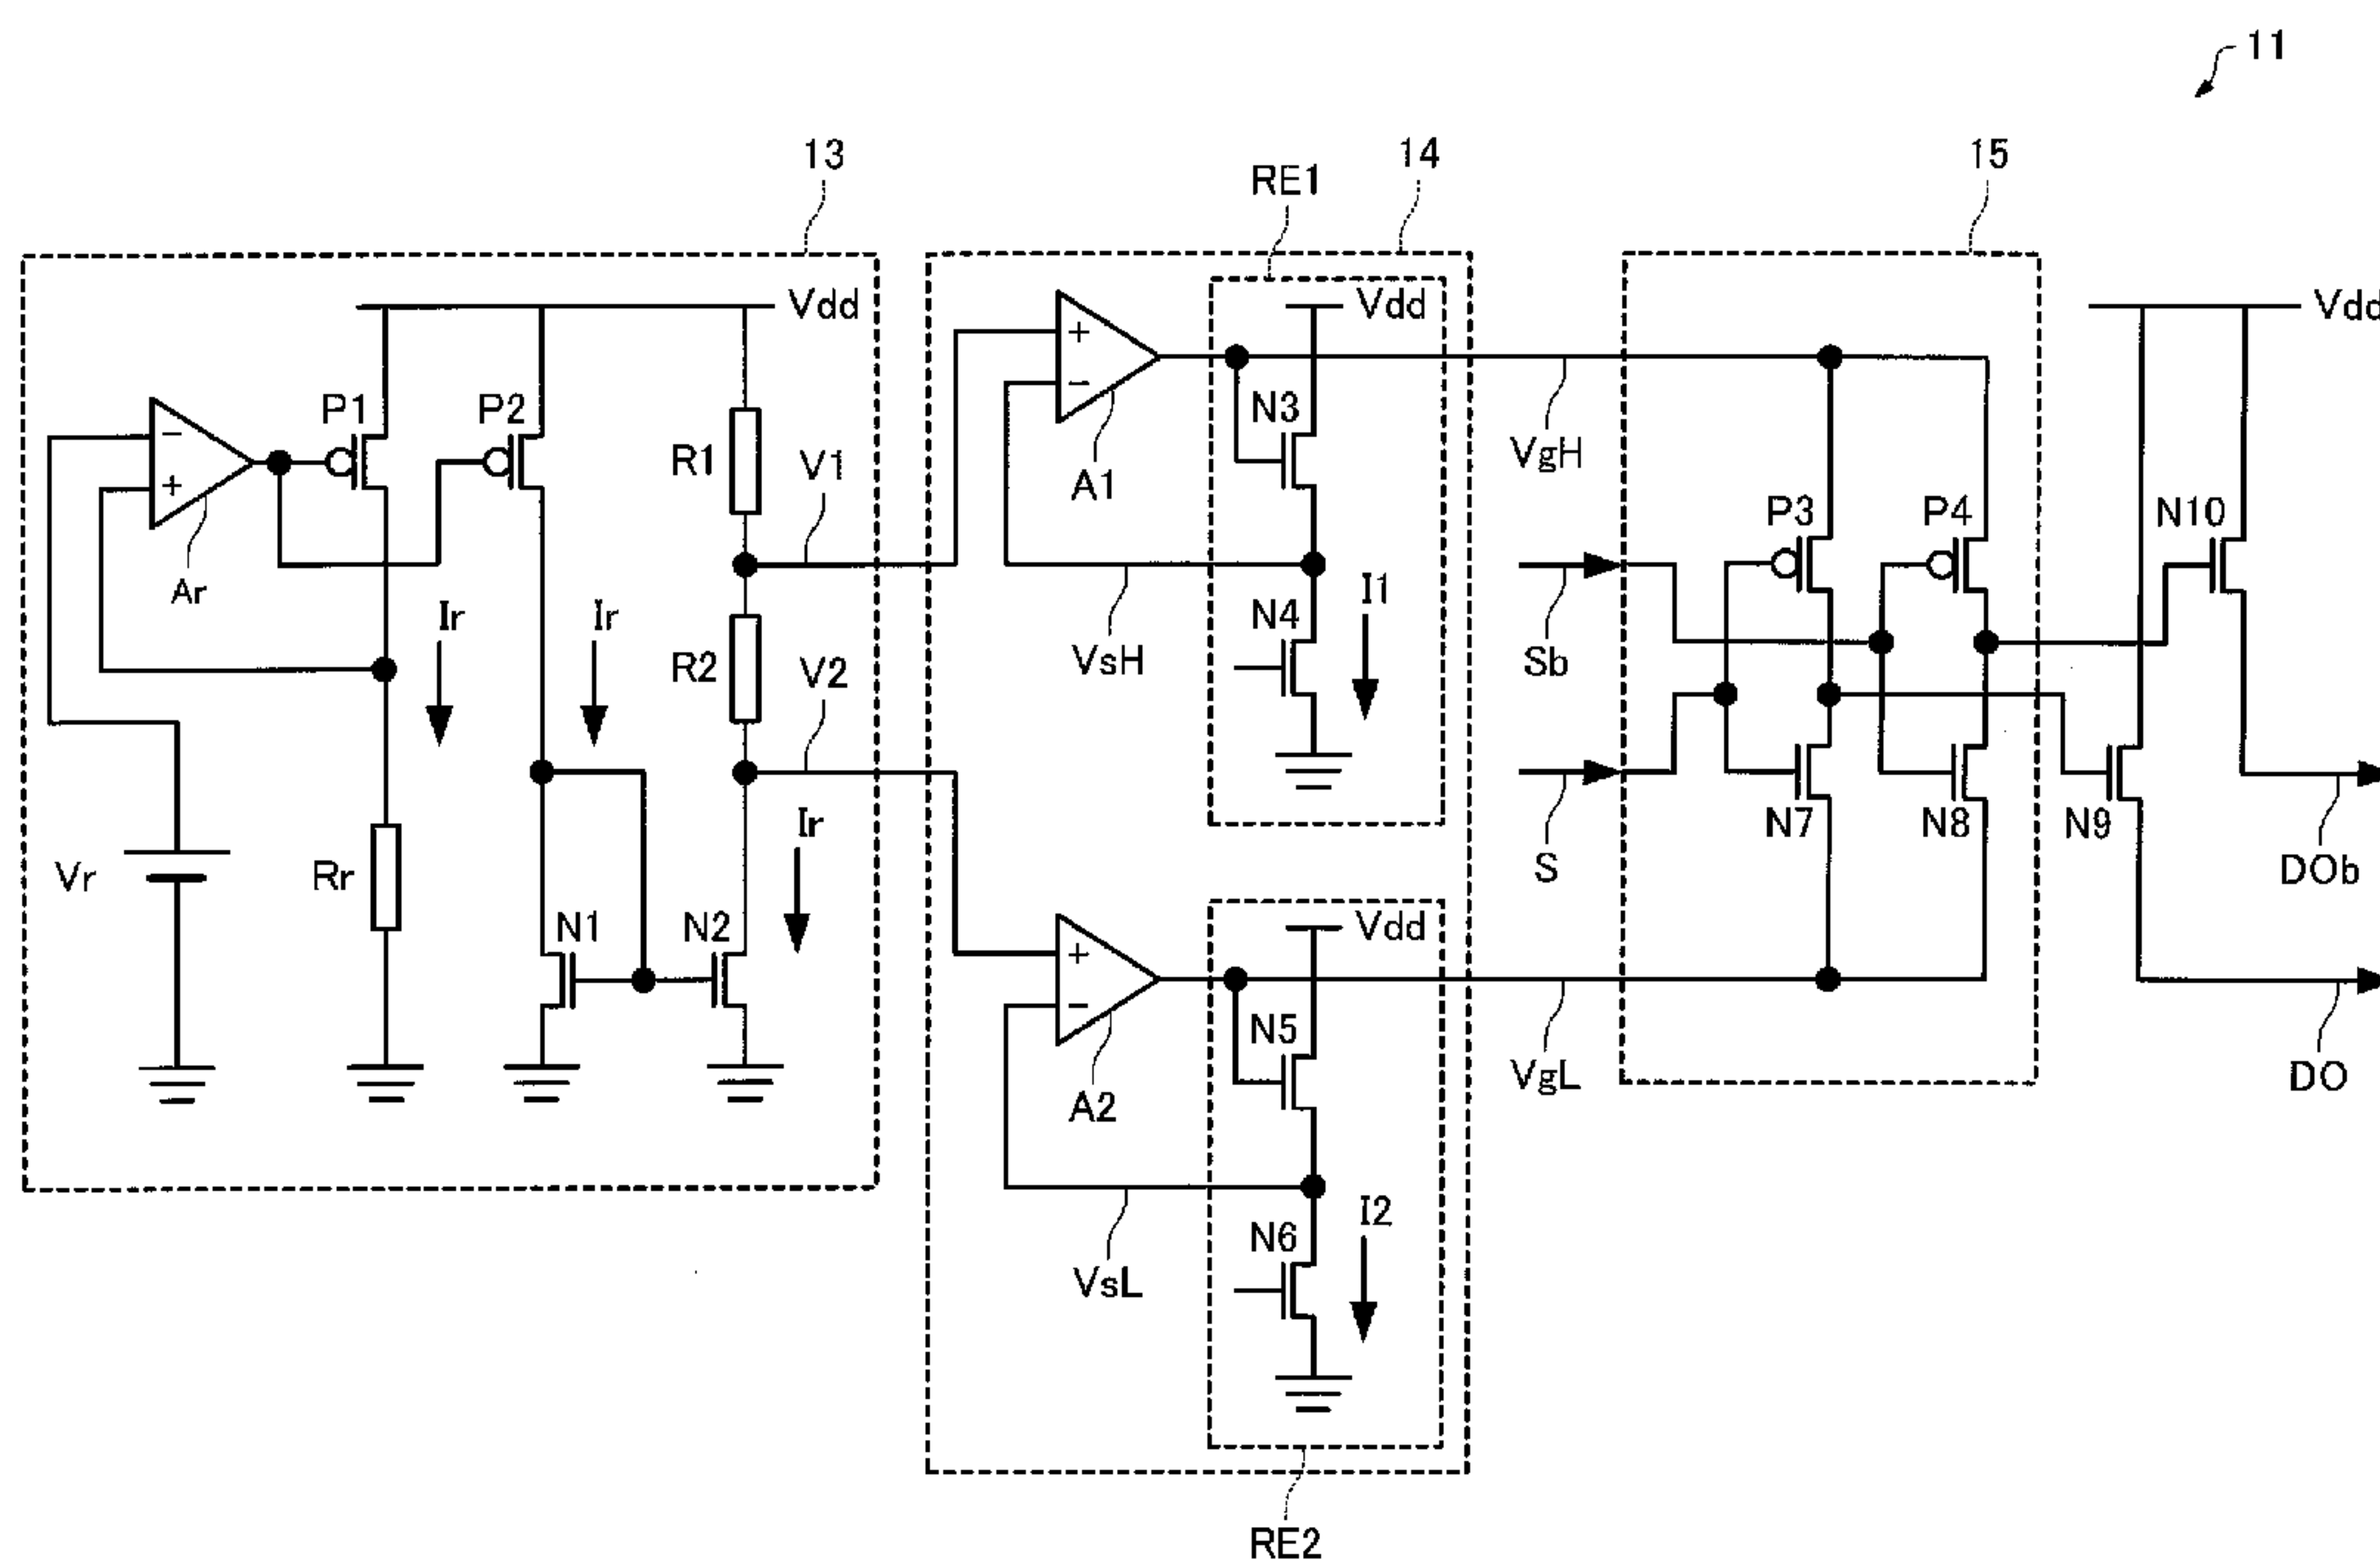 11
13
14
15
RE1
Vdd
Vdd
Vdd
P1
P2
R1
V1
N3
A1
VgH
P3
P4
N10
Ar
Ir
Ir
R2
V2
VsH
N4
I1
Sb
S
N7
N8
N9
DOb
Vr
Rr
N1
N2
Ir
Vdd
N5
A2
VgL
DO
N6
I2
VsL
RE2